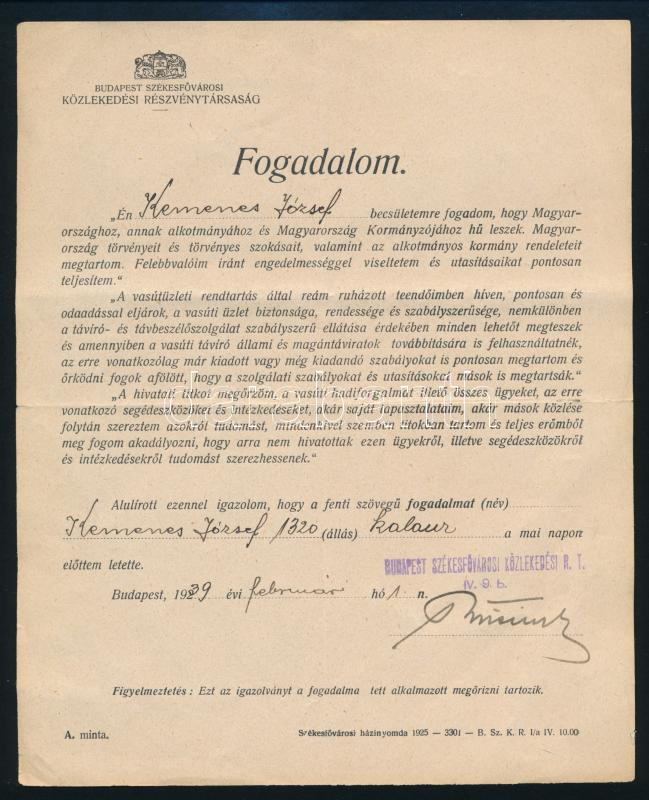 BUDAPEST SZÉKESFŐVÁROSI
KÖZLEKEDÉSI RÉSZVÉNYTÁRSASÁG
Fogadalom.
„Én Kemenes József becsületemre fogadom, hogy Magyar-
országhoz, annak alkotmányához és Magyarország Kormányzójához hű leszek. Magyar-
ország törvényeit és törvényes szokásait, valamint az alkotmányos kormány rendeleteit
megtartom. Felebbvalóim iránt engedelmességgel viseltetem és utasításaikat pontosan
teljesítem.“
„A vasútüzleti rendtartás által reám ruházott teendőimben híven, pontosan és
odaadással eljárok, a vasúti üzlet biztonsága, rendessége és szabályszerűsége, nemkülönben
a távíró- és távbeszélőszolgálat szabályszerű ellátása érdekében minden lehetőt megteszek
és amennyiben a vasúti távíró állami és magántáviratok továbbítására is felhasználtatnék,
az erre vonatkozólag már kiadott vagy még kiadandó szabályokat is pontosan megtartom és
őrködni fogok afölött, hogy a szolgálati szabályokat és utasításokat mások is megtartsák.“
„A hivatali titkot megőrzöm, a vasúti hadiforgalmat illető összes ügyeket, az erre
vonatkozó segédeszközöket és intézkedéseket, akár saját tapasztalataim, akár mások közlése
folytán szereztem azokról tudomást, mindenkivel szemben titokban tartom és teljes erőmből
meg fogom akadályozni, hogy arra nem hivatottak ezen ügyekről, illetve segédeszközökről
és intézkedésekről tudomást szerezhessenek.“
Alulírott ezennel igazolom, hogy a fenti szövegű fogadalmat (név)
Kemenes József 1320 (állás) kalauz a mai napon
előttem letette.
BUDAPEST SZÉKESFŐVÁROSI KÖZLEKEDÉSI R. T.
IV. 9. b.
Budapest, 1939 évi február hó 1 n.
Figyelmeztetés: Ezt az igazolványt a fogadalma tett alkalmazott megőrizni tartozik.
A. minta.
Székesfővárosi házinyomda 1925 — 3301 — B. Sz. K. R. I/a IV. 10.00
darabanth